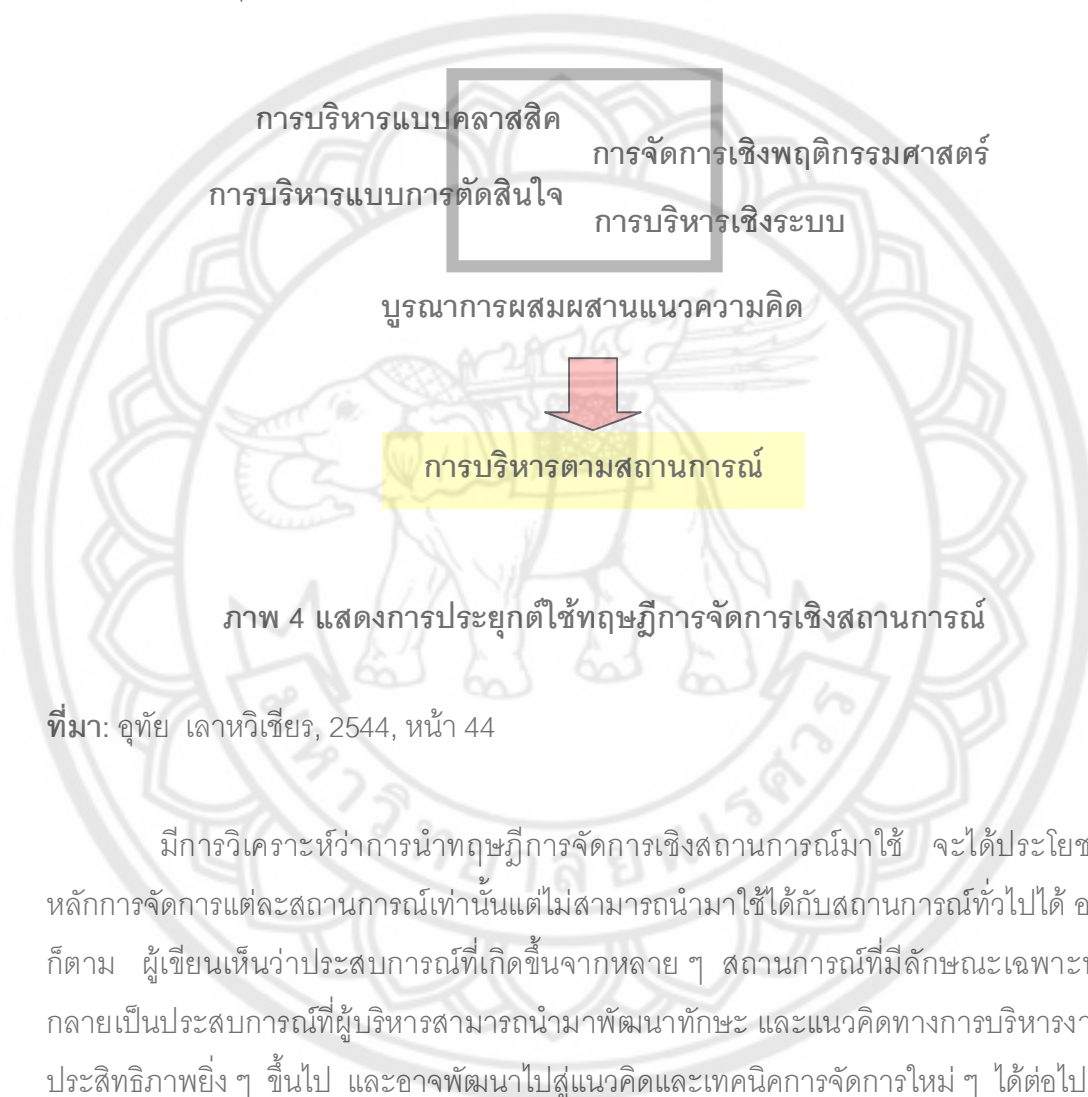 การบริหารแบบคลาสสิค
การจัดการเชิงพฤติกรรมศาสตร์
การบริหารแบบการตัดสินใจ
การบริหารเชิงระบบ
บูรณาการผสมผสานแนวความคิด
การบริหารตามสถานการณ์
ภาพ 4 แสดงการประยุกต์ใช้ทฤษฎีการจัดการเชิงสถานการณ์
ที่มา: อุทัย เลาหวิเชียร, 2544, หน้า 44
มีการวิเคราะห์ว่าการนำทฤษฎีการจัดการเชิงสถานการณ์มาใช้ จะได้ประโยช
หลักการจัดการแต่ละสถานการณ์เท่านั้นแต่ไม่สามารถนำมาใช้ได้กับสถานการณ์ทั่วไปได้ อ
ก็ตาม ผู้เขียนเห็นว่าประสบการณ์ที่เกิดขึ้นจากหลาย ๆ สถานการณ์ที่มีลักษณะเฉพาะ
กลายเป็นประสบการณ์ที่ผู้บริหารสามารถนำมาพัฒนาทักษะ และแนวคิดทางการบริหารงา
ประสิทธิภาพยิ่ง ๆ ขึ้นไป และอาจพัฒนาไปสู่แนวคิดและเทคนิคการจัดการใหม่ ๆ ได้ต่อไป
มหาวิทยาลัยนเรศวร